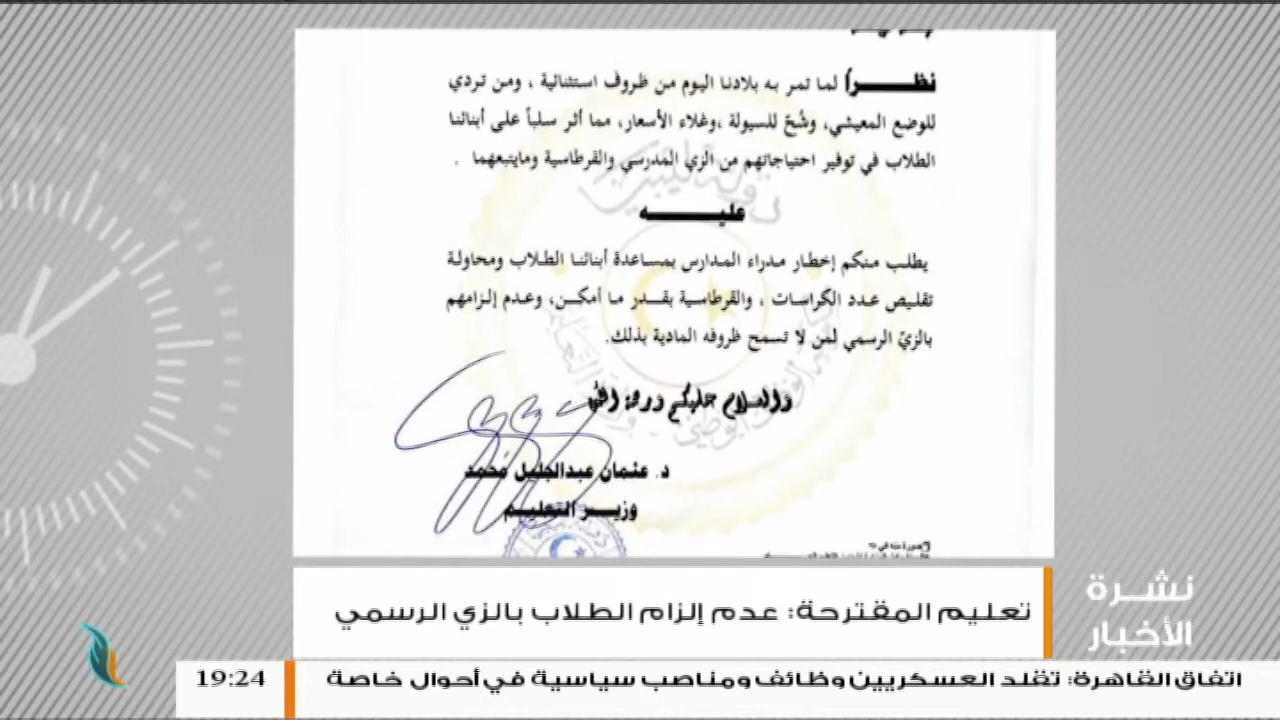 نظراً لما تمر به بلادنا اليوم من ظروف استثنائية ، ومن تردي
للوضع المعيشي، وشُحّ للسيولة ،وغلاء الأسعار، مما أثر سلباً على أبنائنا
الطلاب في توفير احتياجاتهم من الزي المدرسي والقرطاسية ومايتبعهما .
عليه
يطلب منكم إخطار مدراء المدارس بمساعدة أبنائنا الطلاب ومحاولة
تقليص عدد الكراسات ، والقرطاسية بقدر ما أمكن، وعدم إلزامهم
بالزيّ الرسمي لمن لا تسمح ظروفه المادية بذلك.
والسلام عليكم ورحمة الله
د. عثمان عبدالجليل محمد
وزير التعليم
تعليم المقترحة: عدم إلزام الطلاب بالزي الرسمي
نشرة
الأخبار
اتفاق القاهرة: تقلد العسكريين وظائف ومناصب سياسية في أحوال خاصة
19:24